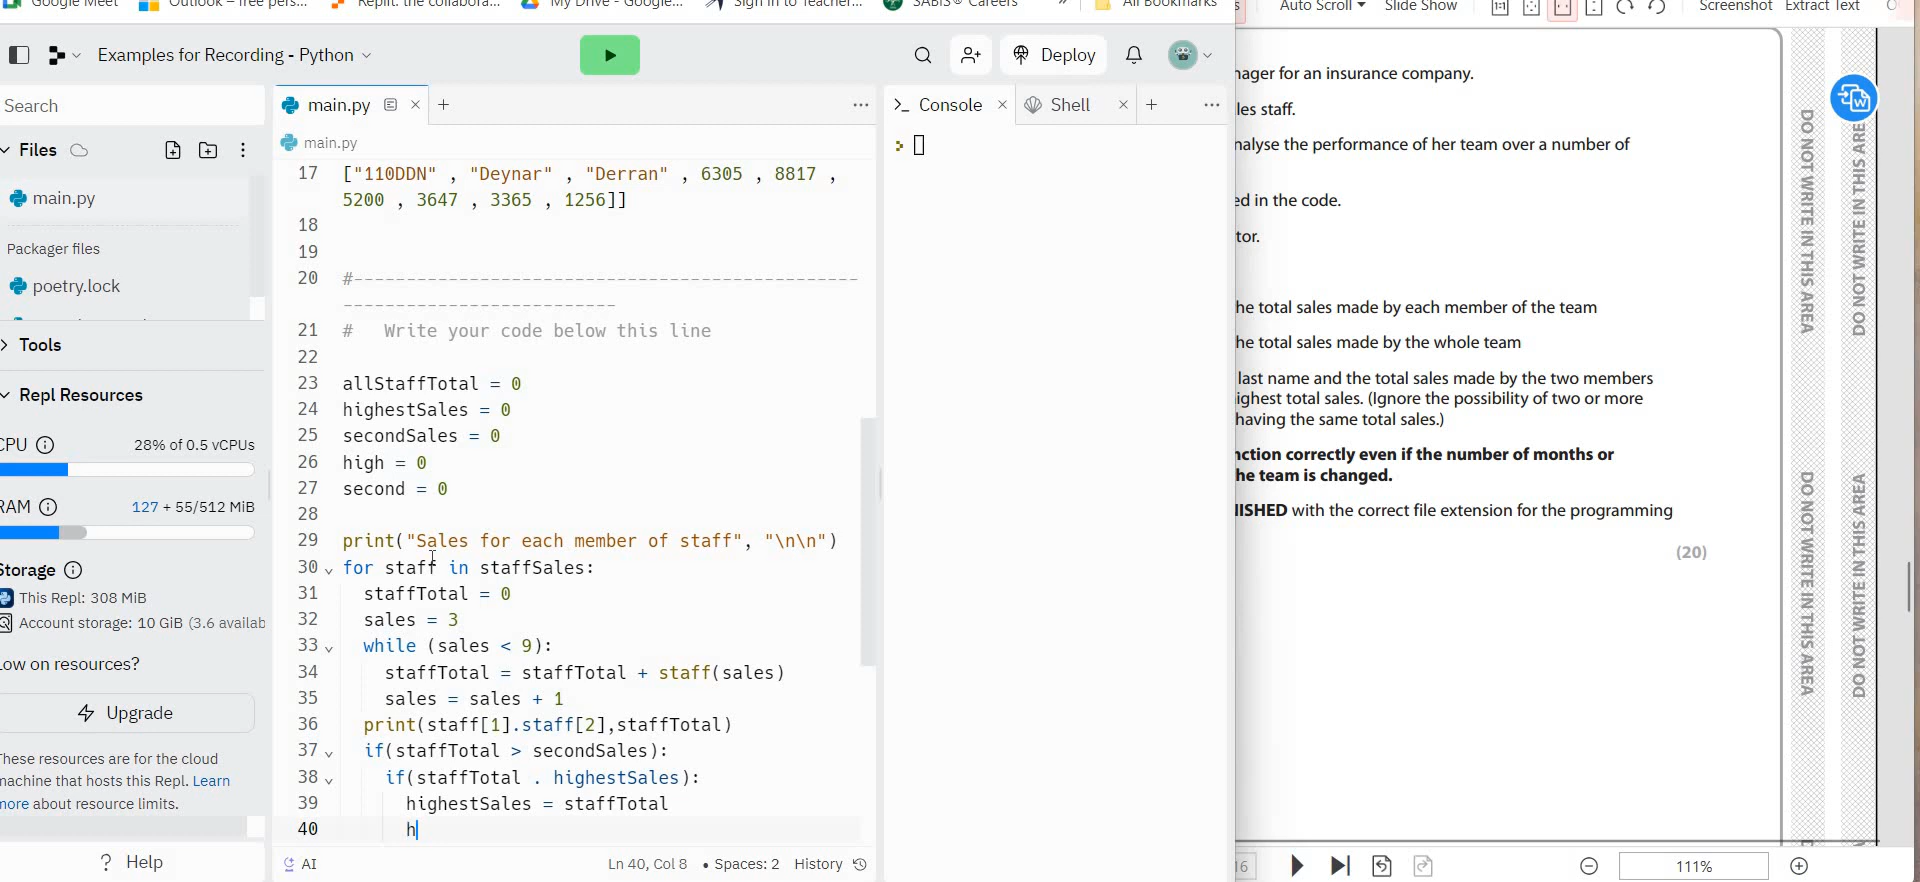 Google Meet
Outlook – free pers...
Replit: the collabora...
My Drive - Google...
Sign in to Teacher...
SABIS® Careers
»
All Bookmarks
Auto Scroll
Slide Show
Screenshot
Extract Text
Examples for Recording - Python
Deploy
Search
main.py
Console
Shell
Files
main.py
main.py
Packager files
poetry.lock
Tools
Repl Resources
CPU
28% of 0.5 vCPUs
RAM
127 + 55/512 MiB
Storage
This Repl: 308 MiB
Account storage: 10 GiB (3.6 availab
Low on resources?
Upgrade
These resources are for the cloud
machine that hosts this Repl. Learn
more about resource limits.
Help
17 ["110DDN" , "Deynar" , "Derran" , 6305 , 8817 ,
5200 , 3647 , 3365 , 1256]]
18
19
20 #------------------------------------------------
--------------------------
21 #   Write your code below this line
22
23 allStaffTotal = 0
24 highestSales = 0
25 secondSales = 0
26 high = 0
27 second = 0
28
29 print("Sales for each member of staff", "\n\n")
30 for staff in staffSales:
31   staffTotal = 0
32   sales = 3
33   while (sales < 9):
34     staffTotal = staffTotal + staff(sales)
35     sales = sales + 1
36   print(staff[1].staff[2],staffTotal)
37   if(staffTotal > secondSales):
38     if(staffTotal . highestSales):
39       highestSales = staffTotal
40       h
AI
Ln 40, Col 8
• Spaces: 2
History
nager for an insurance company.
les staff.
nalyse the performance of her team over a number of
ed in the code.
tor.
he total sales made by each member of the team
he total sales made by the whole team
last name and the total sales made by the two members
ighest total sales. (Ignore the possibility of two or more
having the same total sales.)
nction correctly even if the number of months or
he team is changed.
IISHED with the correct file extension for the programming
(20)
DO NOT WRITE IN THIS AREA
DO NOT WRITE IN THIS AREA
DO NOT WRITE IN THIS AREA
DO NOT WRITE IN THIS AREA
16
111%